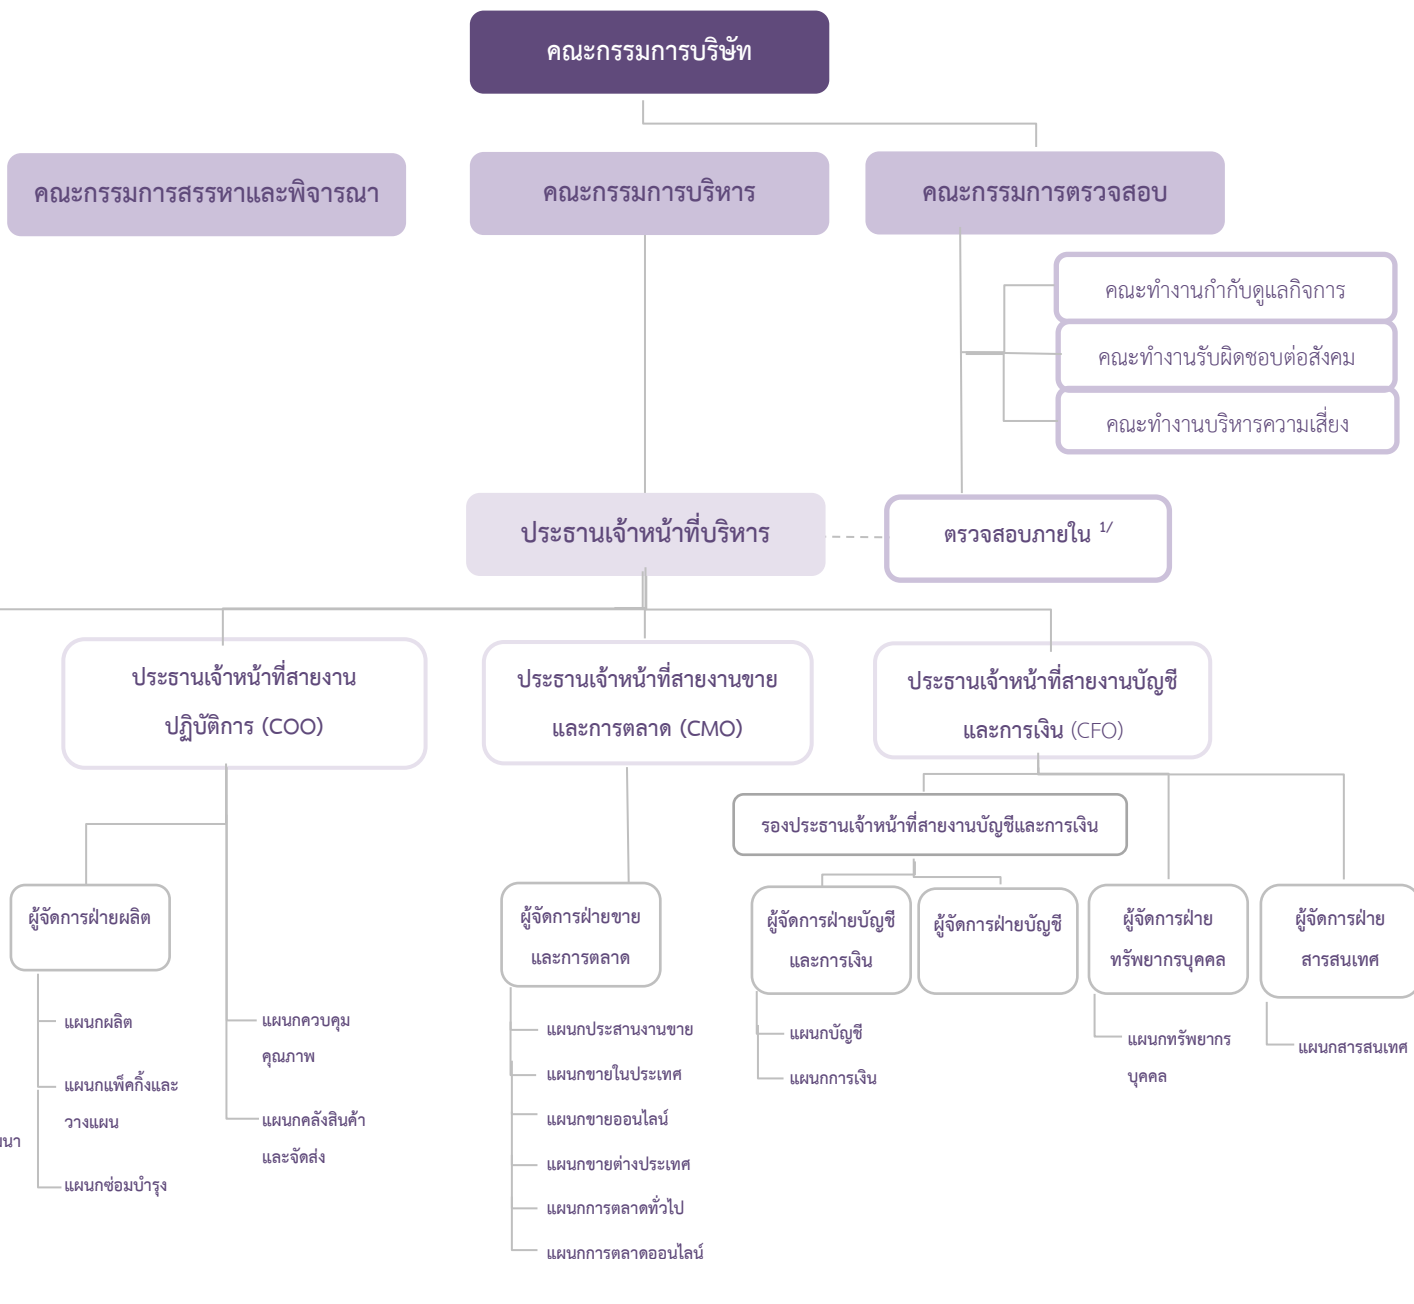 คณะกรรมการบริษัท
คณะกรรมการสรรหาและพิจารณา
คณะกรรมการบริหาร
คณะกรรมการตรวจสอบ
คณะทำงานกำกับดูแลกิจการ
คณะทำงานรับผิดชอบต่อสังคม
คณะทำงานบริหารความเสี่ยง
ประธานเจ้าหน้าที่บริหาร
ตรวจสอบภายใน 1/
ประธานเจ้าหน้าที่สายงาน
ปฏิบัติการ (COO)
ประธานเจ้าหน้าที่สายงานขาย
และการตลาด (CMO)
ประธานเจ้าหน้าที่สายงานบัญชี
และการเงิน (CFO)
รองประธานเจ้าหน้าที่สายงานบัญชีและการเงิน
ผู้จัดการฝ่ายผลิต
ผู้จัดการฝ่ายขาย
และการตลาด
ผู้จัดการฝ่ายบัญชี
และการเงิน
ผู้จัดการฝ่ายบัญชี
ผู้จัดการฝ่าย
ทรัพยากรบุคคล
ผู้จัดการฝ่าย
สารสนเทศ
แผนกผลิต
แผนกแพ็คกิ้งและ
วางแผน
แผนกซ่อมบำรุง
แผนกควบคุม
คุณภาพ
แผนกคลังสินค้า
และจัดส่ง
แผนกประสานงานขาย
แผนกขายในประเทศ
แผนกขายออนไลน์
แผนกขายต่างประเทศ
แผนกการตลาดทั่วไป
แผนกการตลาดออนไลน์
แผนกบัญชี
แผนกการเงิน
แผนกทรัพยากร
บุคคล
แผนกสารสนเทศ